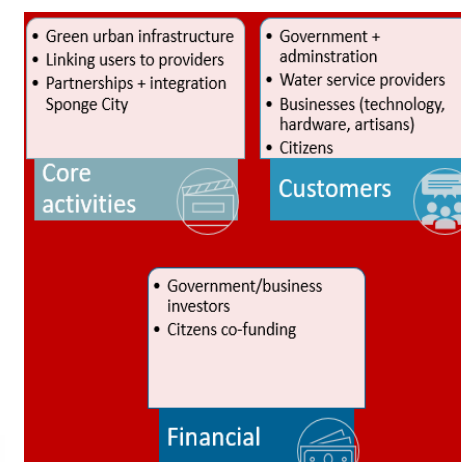 • Green urban infrastructure
• Linking users to providers
• Partnerships + integration
Sponge City
Core
activities
• Government +
adminstration
• Water service providers
• Businesses (technology,
hardware, artisans)
• Citizens
Customers
• Government/business
investors
• Citzens co-funding
Financial